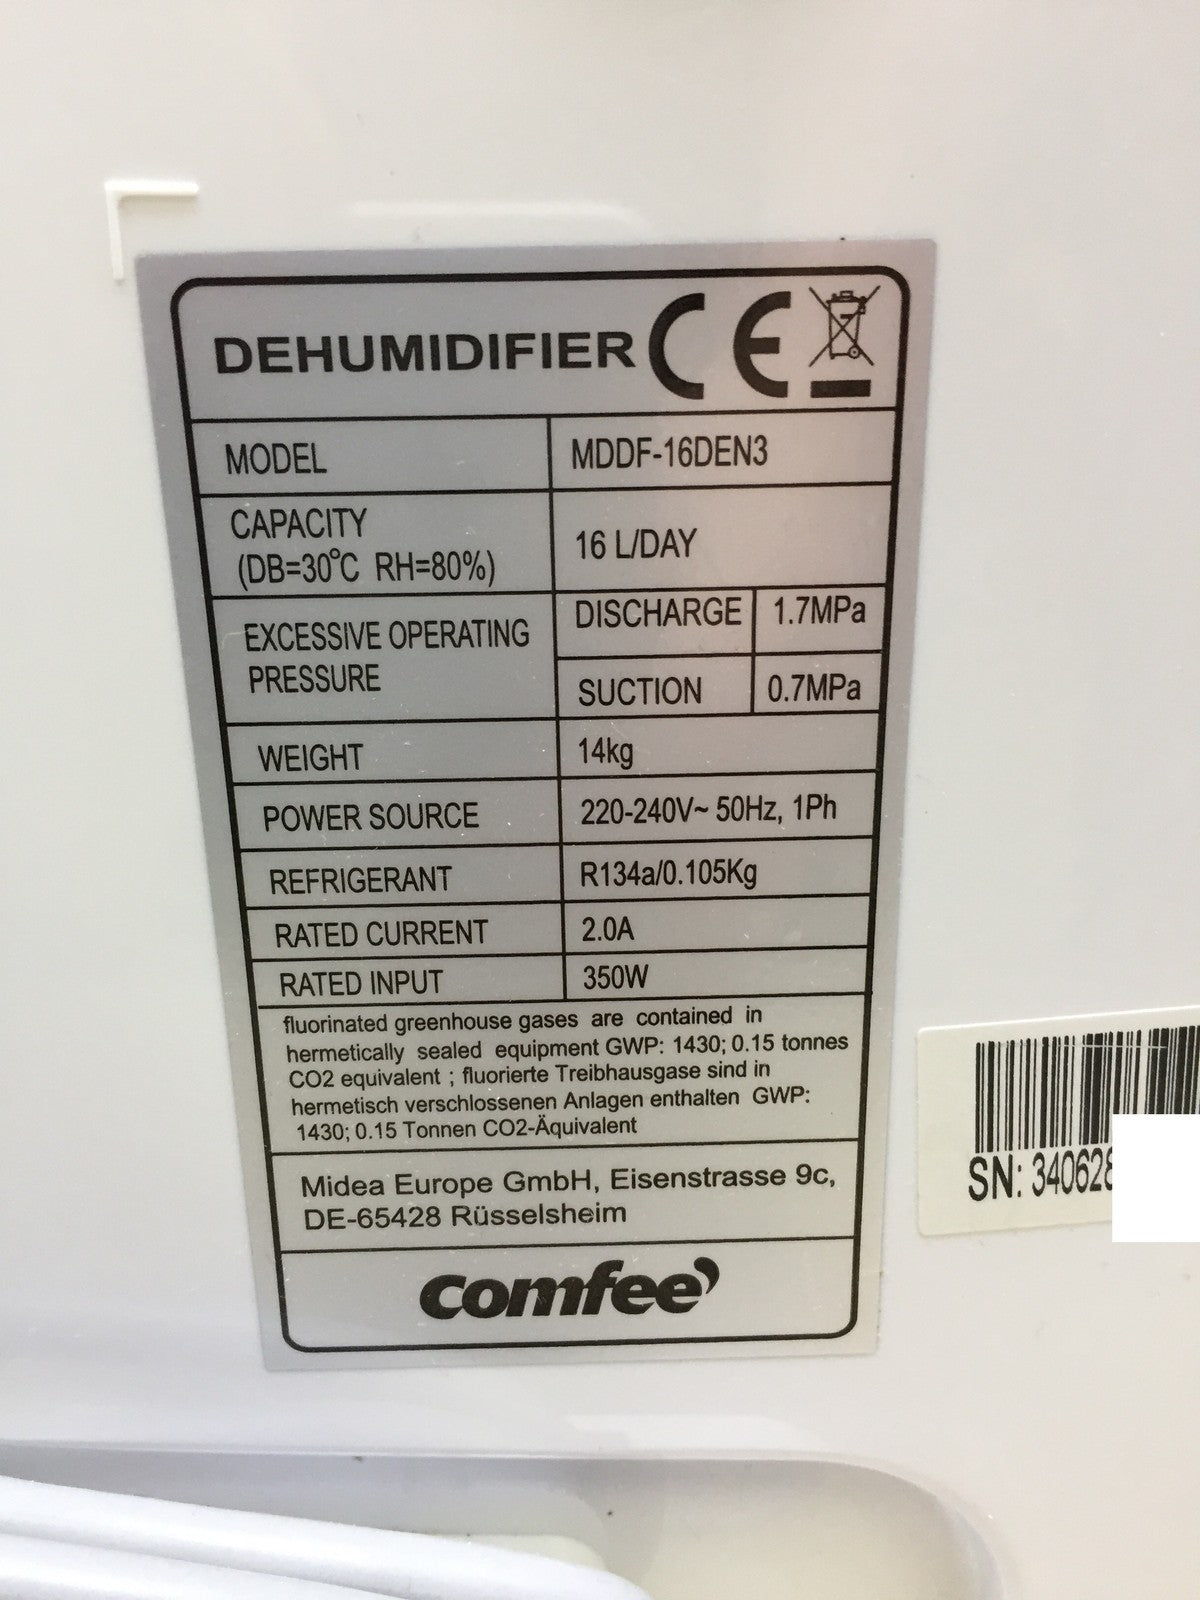 DEHUMIDIFIER CE
MODEL MDDF-16DEN3
CAPACITY
(DB=30°C RH=80%) 16 L/DAY
EXCESSIVE OPERATING
PRESSURE
DISCHARGE 1.7MPa
SUCTION 0.7MPa
WEIGHT 14kg
POWER SOURCE 220-240V~ 50Hz, 1Ph
REFRIGERANT R134a/0.105Kg
RATED CURRENT 2.0A
RATED INPUT 350W
fluorinated greenhouse gases are contained in
hermetically sealed equipment GWP: 1430; 0.15 tonnes
CO2 equivalent ; fluorierte Treibhausgase sind in
hermetisch verschlossenen Anlagen enthalten GWP:
1430; 0.15 Tonnen CO2-Äquivalent
Midea Europe GmbH, Eisenstrasse 9c,
DE-65428 Rüsselsheim
comfee'
SN: 340628